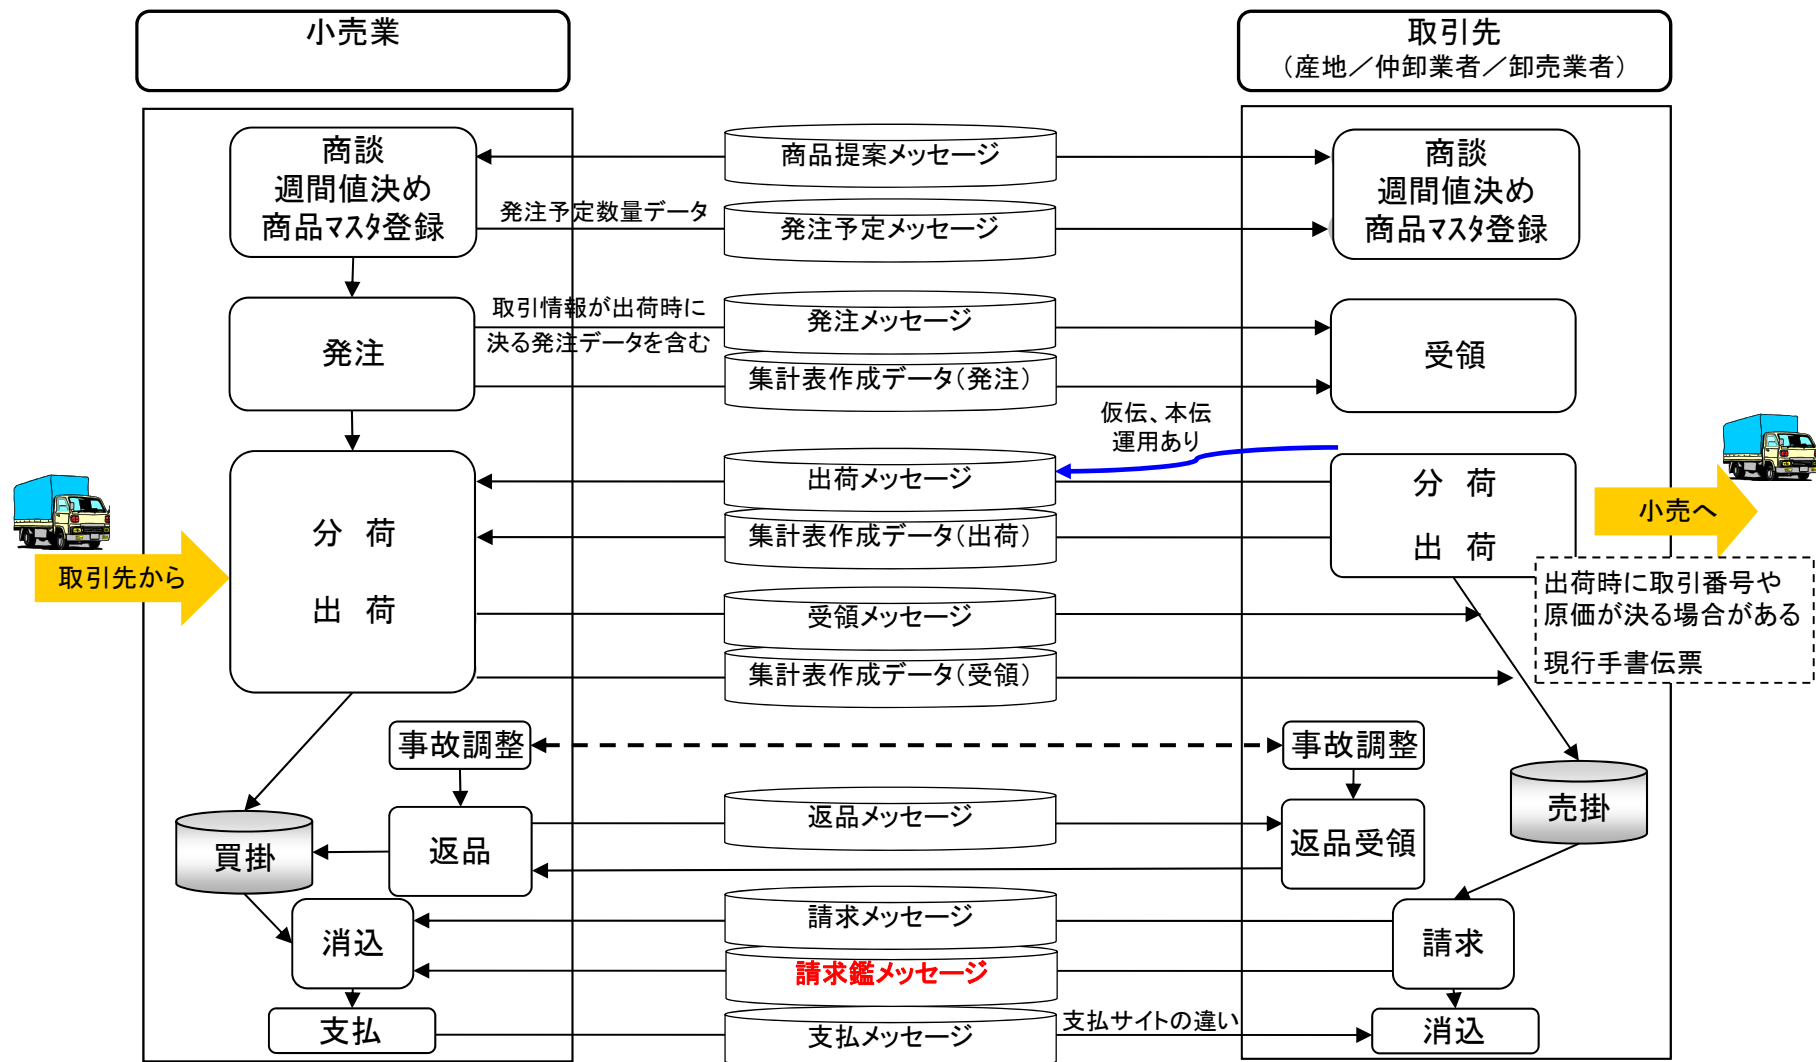 小売業
取引先
（産地／仲卸業者／卸売業者）
商談
週間値決め
商品マスタ登録
商品提案メッセージ
発注予定数量データ
発注予定メッセージ
商談
週間値決め
商品マスタ登録
発注
取引情報が出荷時に
決る発注データを含む
発注メッセージ
集計表作成データ（発注）
受領
仮伝、本伝
運用あり
取引先から
分　荷
出　荷
出荷メッセージ
集計表作成データ（出荷）
受領メッセージ
集計表作成データ（受領）
分　荷
出　荷
小売へ
出荷時に取引番号や
原価が決る場合がある
現行手書伝票
事故調整
事故調整
返品
返品メッセージ
返品受領
買掛
売掛
消込
請求メッセージ
請求鑑メッセージ
請求
支払
支払メッセージ
支払サイトの違い
消込